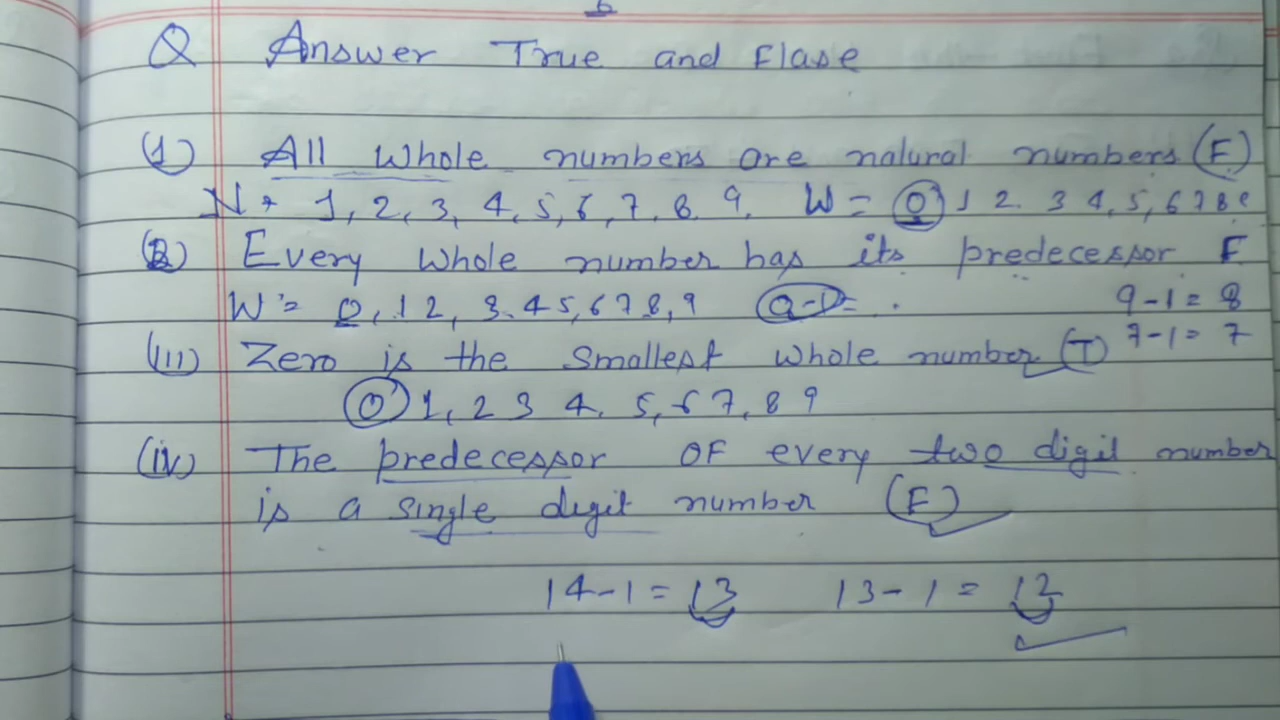 6
Q Answer True and Flase
(1) All Whole numbers are natural numbers (F)
N → 1, 2, 3, 4, 5, 6, 7, 8, 9. W = 0 1 2. 3 4, 5, 6 7 8 9
(2) Every Whole number has its predecessor F
W = 0, 1 2, 3. 4 5, 6 7 8, 9 a-1 = . 9-1 = 8
(III) Zero is the smallest whole number (T) 7-1 = 7
0 1, 2 3 4. 5, 6 7, 8 9
(iv) The predecessor OF every two digit number
is a single digit number (F)
14-1 = 13 13-1 = 12